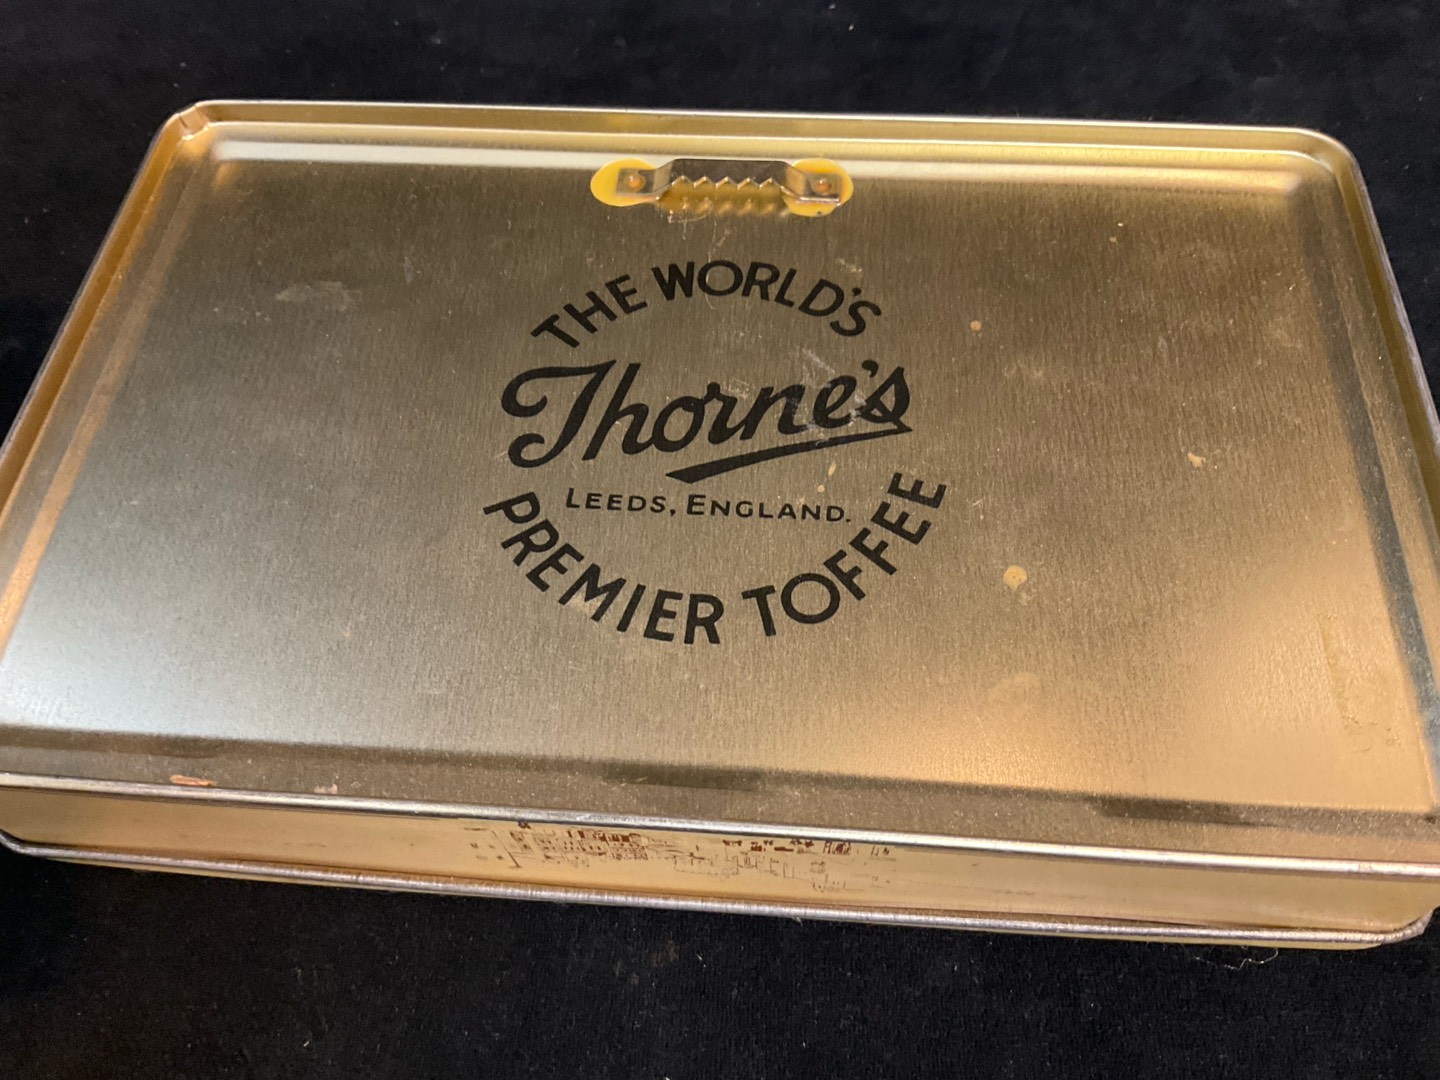 THE WORLD'S
Thorne's
LEEDS, ENGLAND.
PREMIER TOFFEE